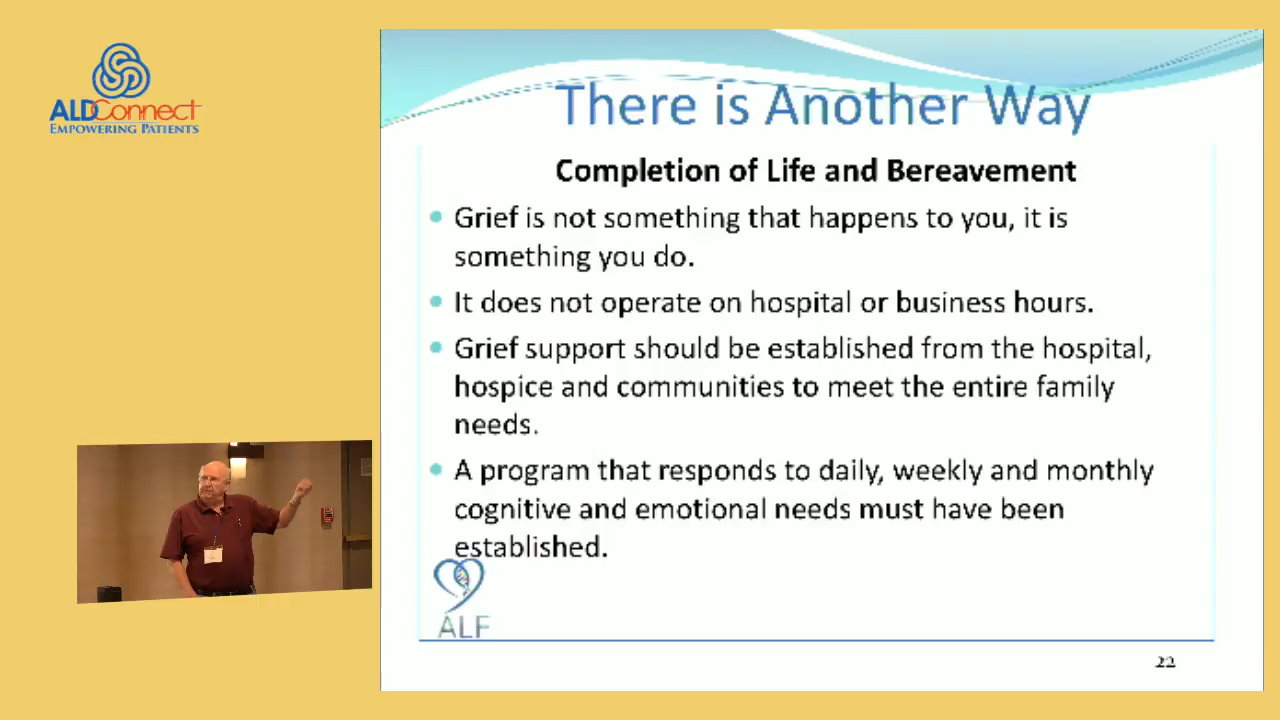 ALDConnect
EMPOWERING PATIENTS
There is Another Way
Completion of Life and Bereavement
Grief is not something that happens to you, it is
something you do.
It does not operate on hospital or business hours.
Grief support should be established from the hospital,
hospice and communities to meet the entire family
needs.
A program that responds to daily, weekly and monthly
cognitive and emotional needs must have been
established.
ALF
22